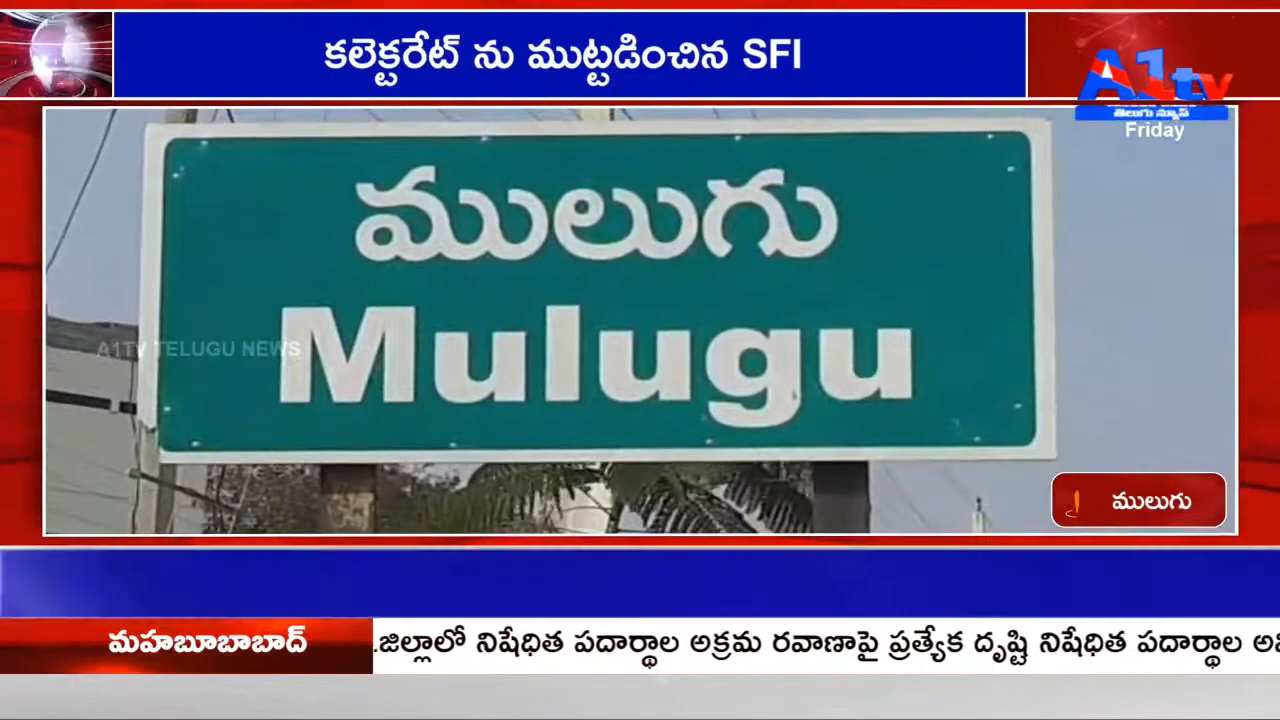 కలెక్టరేట్ ను ముట్టడించిన SFI
A1tv
తెలుగు న్యూస్
Friday
ములుగు
Mulugu
A1TV TELUGU NEWS
ములుగు
మహబూబాబాద్
.జిల్లాలో నిషేధిత పదార్థాల అక్రమ రవాణాపై ప్రత్యేక దృష్టి నిషేధిత పదార్థాల